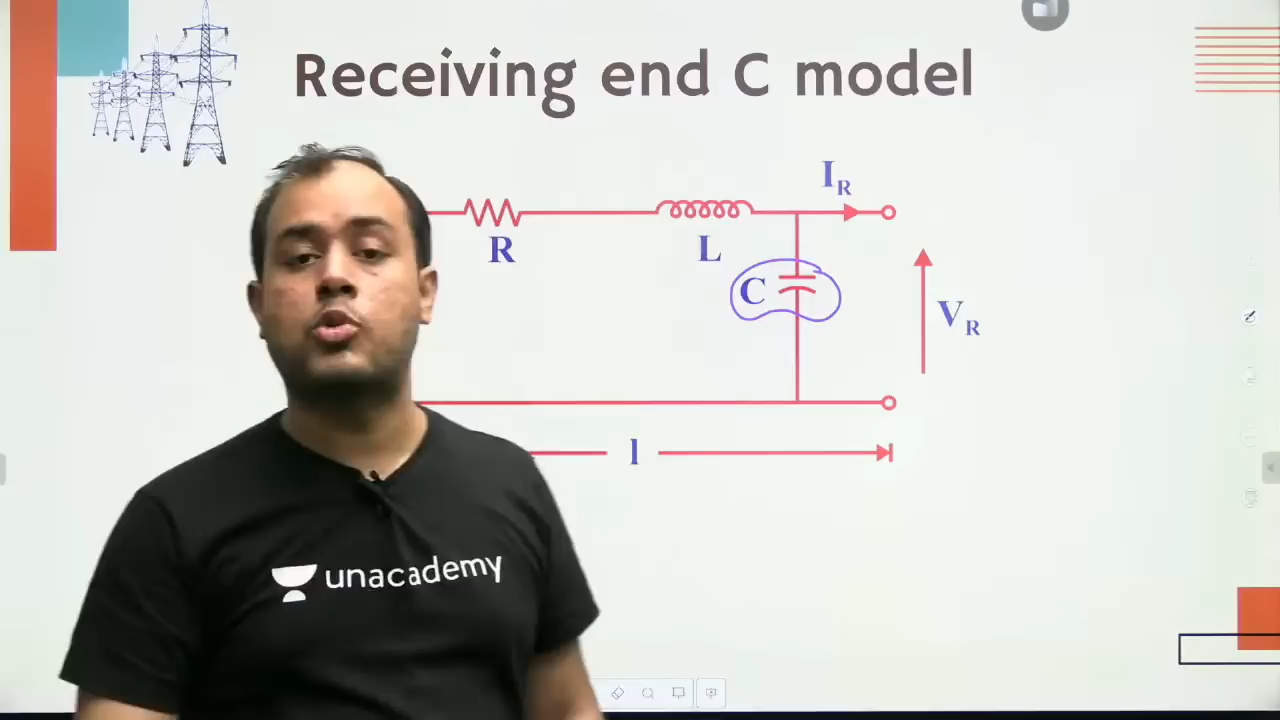 Receiving end C model
I_R
R
L
C
V_R
l
unacademy